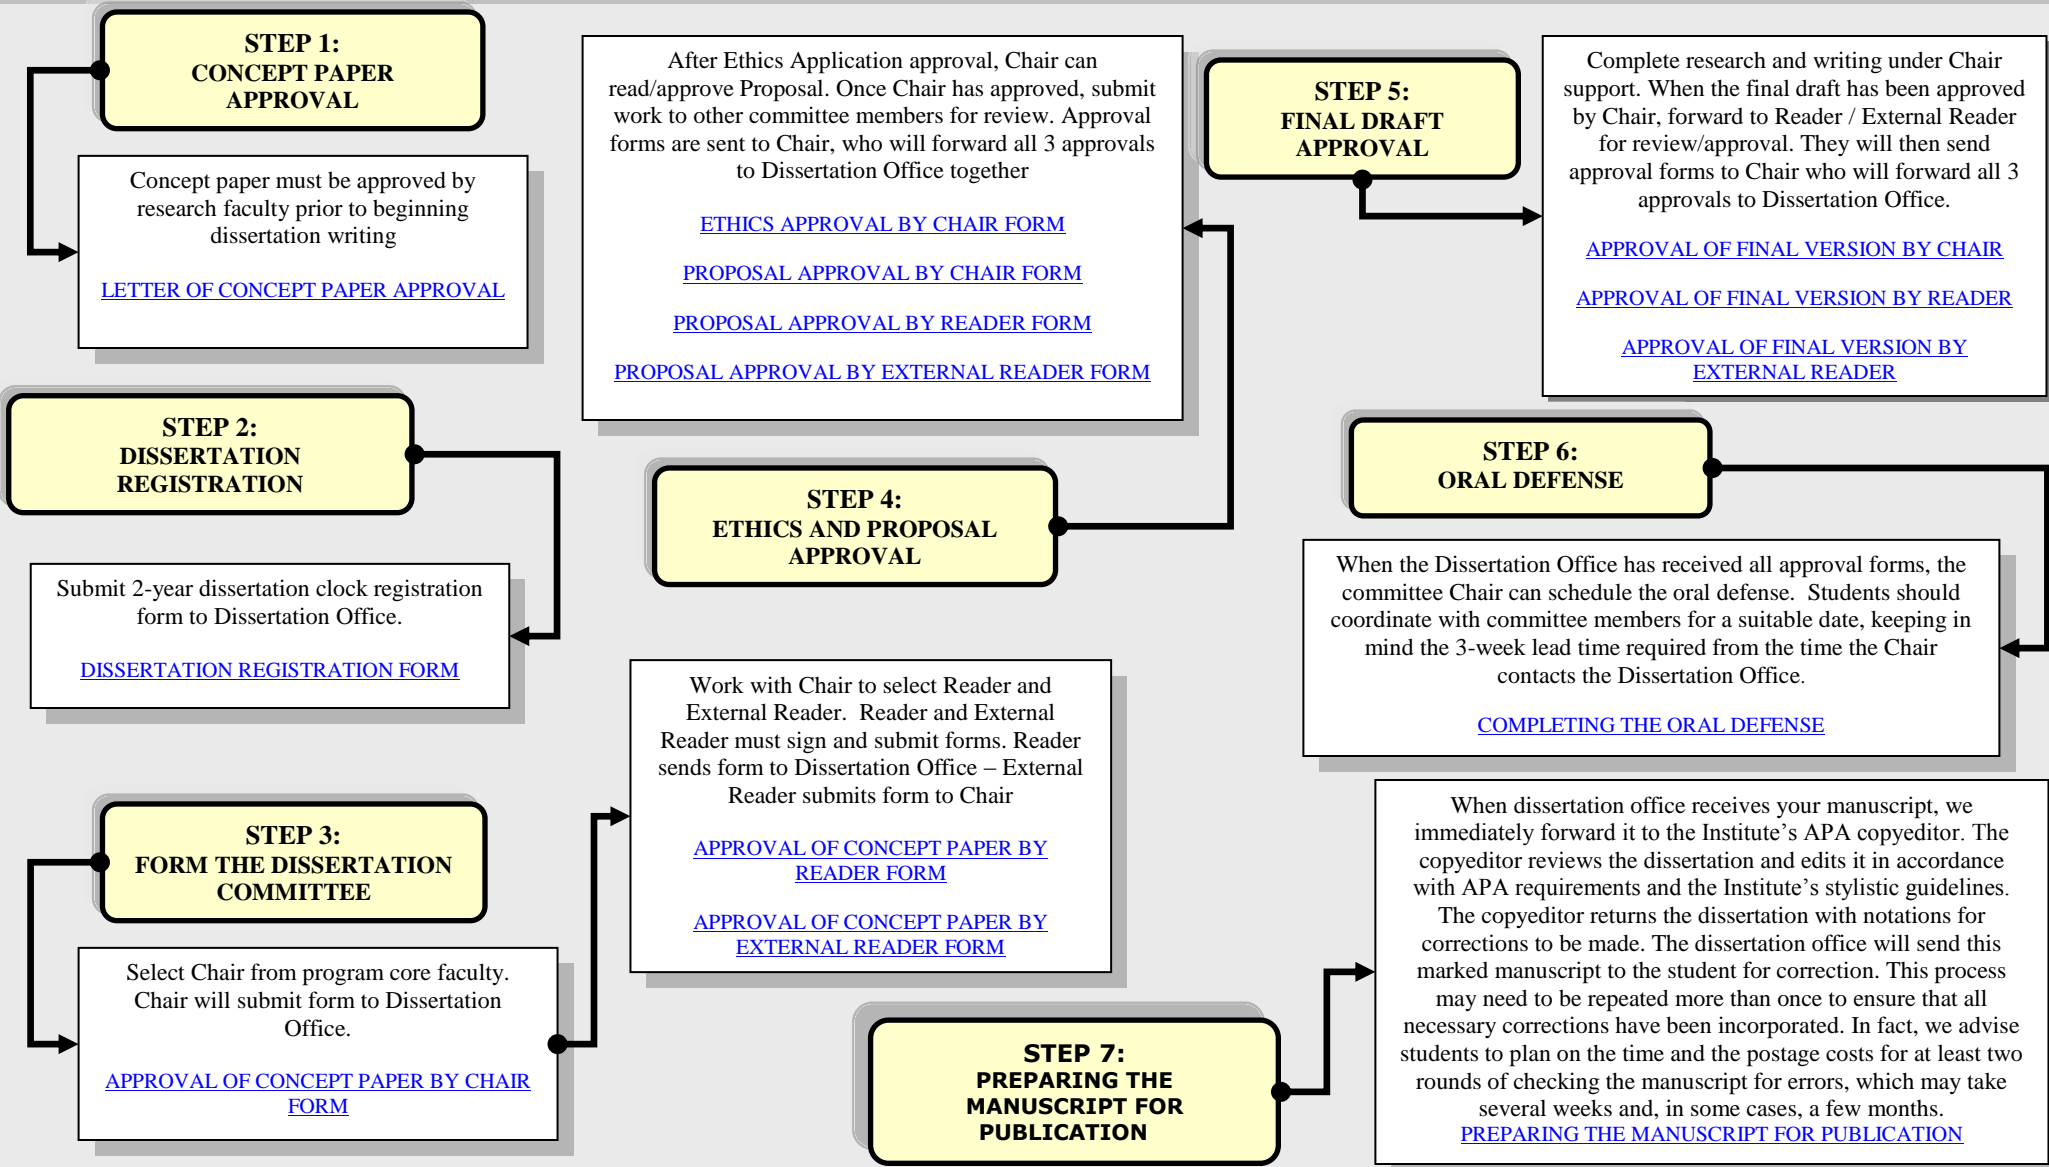 STEP 1:
CONCEPT PAPER
APPROVAL
Concept paper must be approved by
research faculty prior to beginning
dissertation writing
LETTER OF CONCEPT PAPER APPROVAL
STEP 2:
DISSERTATION
REGISTRATION
Submit 2-year dissertation clock registration
form to Dissertation Office.
DISSERTATION REGISTRATION FORM
STEP 3:
FORM THE DISSERTATION
COMMITTEE
Select Chair from program core faculty.
Chair will submit form to Dissertation
Office.
APPROVAL OF CONCEPT PAPER BY CHAIR
FORM
Work with Chair to select Reader and
External Reader.  Reader and External
Reader must sign and submit forms. Reader
sends form to Dissertation Office – External
Reader submits form to Chair
APPROVAL OF CONCEPT PAPER BY
READER FORM
APPROVAL OF CONCEPT PAPER BY
EXTERNAL READER FORM
STEP 4:
ETHICS AND PROPOSAL
APPROVAL
After Ethics Application approval, Chair can
read/approve Proposal. Once Chair has approved, submit
work to other committee members for review. Approval
forms are sent to Chair, who will forward all 3 approvals
to Dissertation Office together
ETHICS APPROVAL BY CHAIR FORM
PROPOSAL APPROVAL BY CHAIR FORM
PROPOSAL APPROVAL BY READER FORM
PROPOSAL APPROVAL BY EXTERNAL READER FORM
STEP 5:
FINAL DRAFT
APPROVAL
Complete research and writing under Chair
support. When the final draft has been approved
by Chair, forward to Reader / External Reader
for review/approval. They will then send
approval forms to Chair who will forward all 3
approvals to Dissertation Office.
APPROVAL OF FINAL VERSION BY CHAIR
APPROVAL OF FINAL VERSION BY READER
APPROVAL OF FINAL VERSION BY
EXTERNAL READER
STEP 6:
ORAL DEFENSE
When the Dissertation Office has received all approval forms, the
committee Chair can schedule the oral defense.  Students should
coordinate with committee members for a suitable date, keeping in
mind the 3-week lead time required from the time the Chair
contacts the Dissertation Office.
COMPLETING THE ORAL DEFENSE
STEP 7:
PREPARING THE
MANUSCRIPT FOR
PUBLICATION
When dissertation office receives your manuscript, we
immediately forward it to the Institute’s APA copyeditor. The
copyeditor reviews the dissertation and edits it in accordance
with APA requirements and the Institute’s stylistic guidelines.
The copyeditor returns the dissertation with notations for
corrections to be made. The dissertation office will send this
marked manuscript to the student for correction. This process
may need to be repeated more than once to ensure that all
necessary corrections have been incorporated. In fact, we advise
students to plan on the time and the postage costs for at least two
rounds of checking the manuscript for errors, which may take
several weeks and, in some cases, a few months.
PREPARING THE MANUSCRIPT FOR PUBLICATION